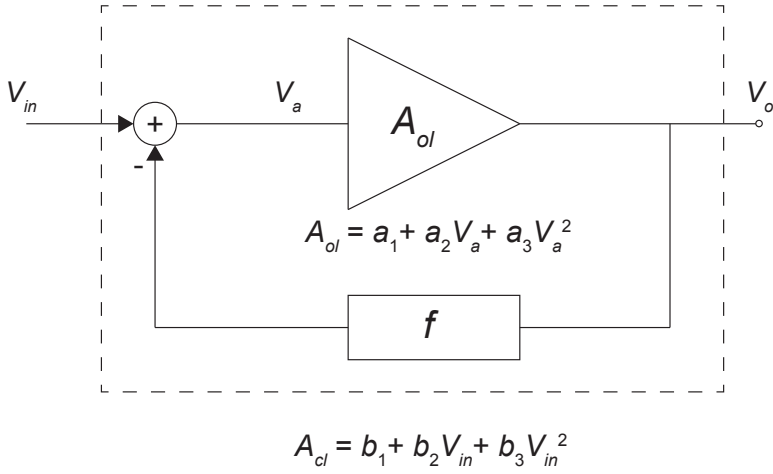 V_in
V_a
V_o
+
-
A_ol
A_ol = a_1 + a_2V_a + a_3V_a^2
f
A_cl = b_1 + b_2V_in + b_3V_in^2